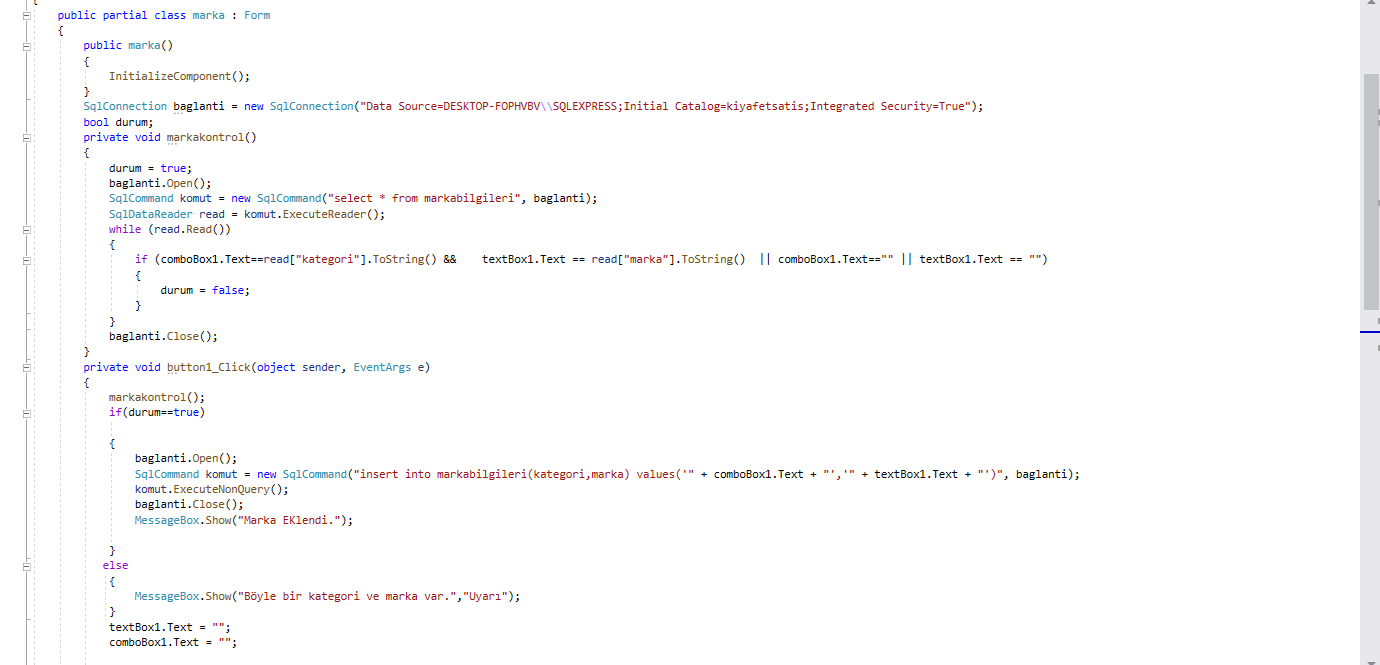 public partial class marka : Form
{
public marka()
{
InitializeComponent();
}
SqlConnection baglanti = new SqlConnection("Data Source=DESKTOP-FOPHVBV\\SQLEXPRESS;Initial Catalog=kiyafetsatis;Integrated Security=True");
bool durum;
private void markakontrol()
{
durum = true;
baglanti.Open();
SqlCommand komut = new SqlCommand("select * from markabilgileri", baglanti);
SqlDataReader read = komut.ExecuteReader();
while (read.Read())
{
if (comboBox1.Text==read["kategori"].ToString() &&    textBox1.Text == read["marka"].ToString()  || comboBox1.Text=="" || textBox1.Text == "")
{
durum = false;
}
}
baglanti.Close();
}
private void button1_Click(object sender, EventArgs e)
{
markakontrol();
if(durum==true)
{
baglanti.Open();
SqlCommand komut = new SqlCommand("insert into markabilgileri(kategori,marka) values('" + comboBox1.Text + "','" + textBox1.Text + "')", baglanti);
komut.ExecuteNonQuery();
baglanti.Close();
MessageBox.Show("Marka EKlendi.");
}
else
{
MessageBox.Show("Böyle bir kategori ve marka var.","Uyarı");
}
textBox1.Text = "";
comboBox1.Text = "";